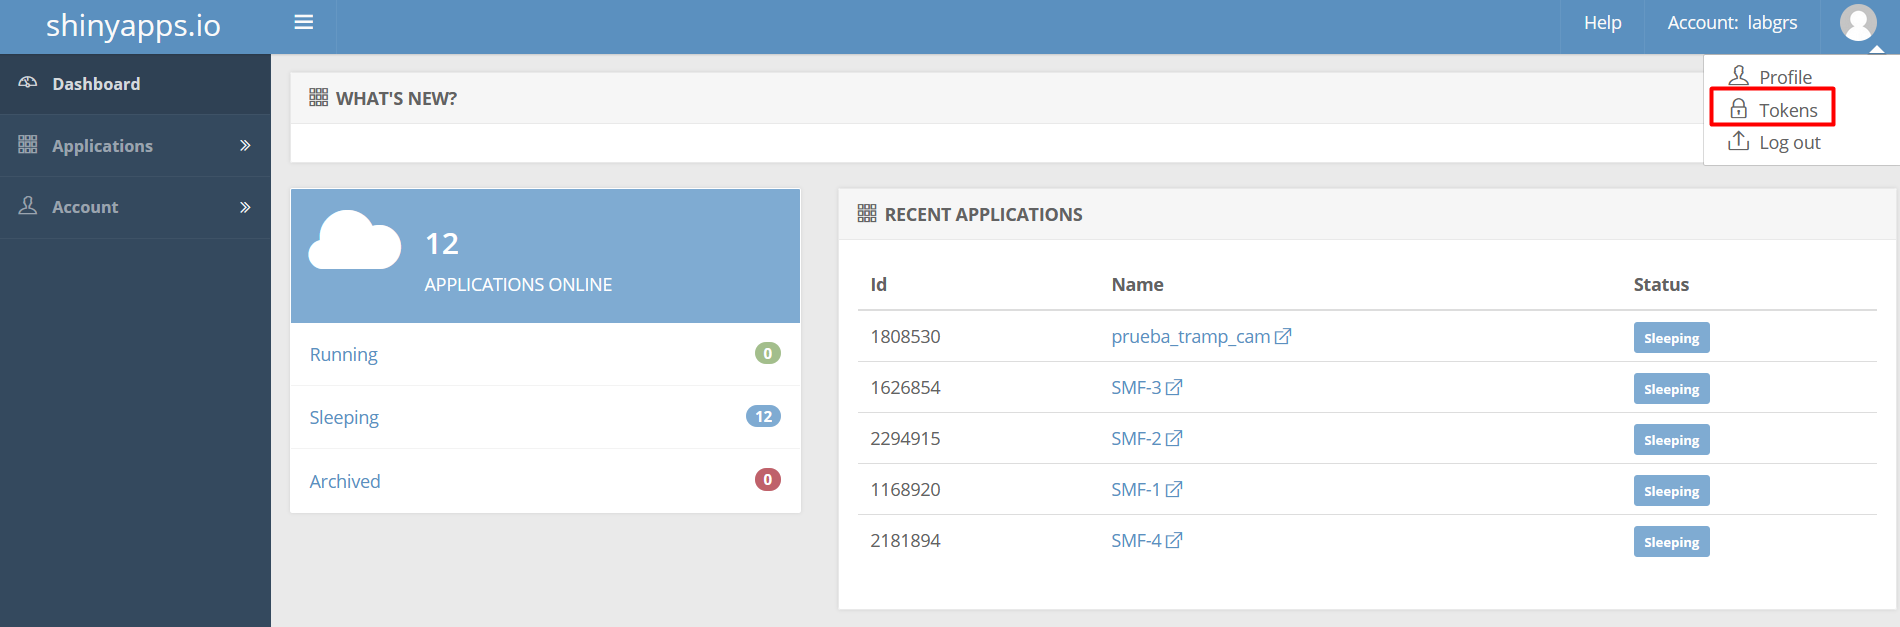 shinyapps.io
Help
Account: labgrs
Profile
Tokens
Log out
Dashboard
Applications
Account
WHAT'S NEW?
12
APPLICATIONS ONLINE
Running 0
Sleeping 12
Archived 0
RECENT APPLICATIONS
Id Name Status
1808530 prueba_tramp_cam Sleeping
1626854 SMF-3 Sleeping
2294915 SMF-2 Sleeping
1168920 SMF-1 Sleeping
2181894 SMF-4 Sleeping